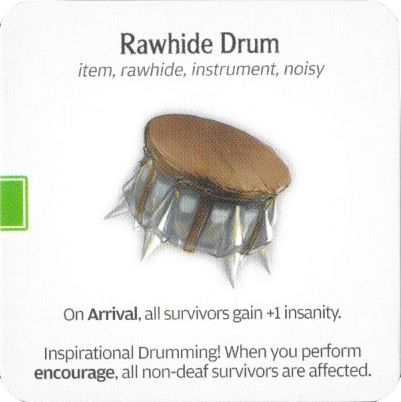 Rawhide Drum
item, rawhide, instrument, noisy
On Arrival, all survivors gain +1 insanity.
Inspirational Drumming! When you perform
encourage, all non-deaf survivors are affected.